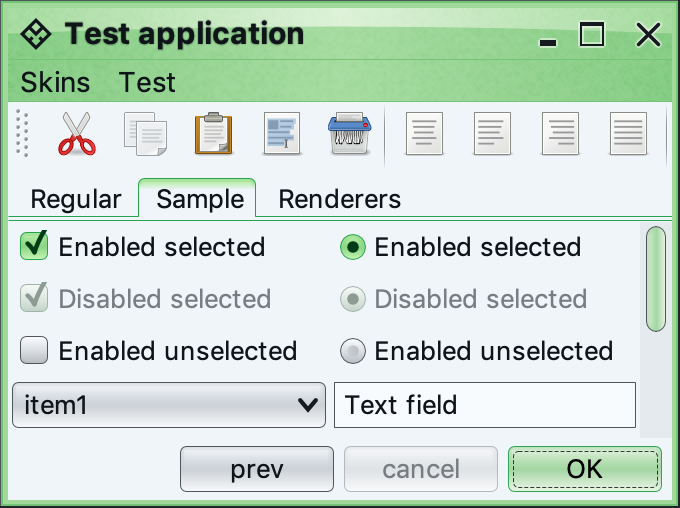 Test application
Skins Test
Regular Sample Renderers
Enabled selected Enabled selected
Disabled selected Disabled selected
Enabled unselected Enabled unselected
item1 Text field
prev cancel OK